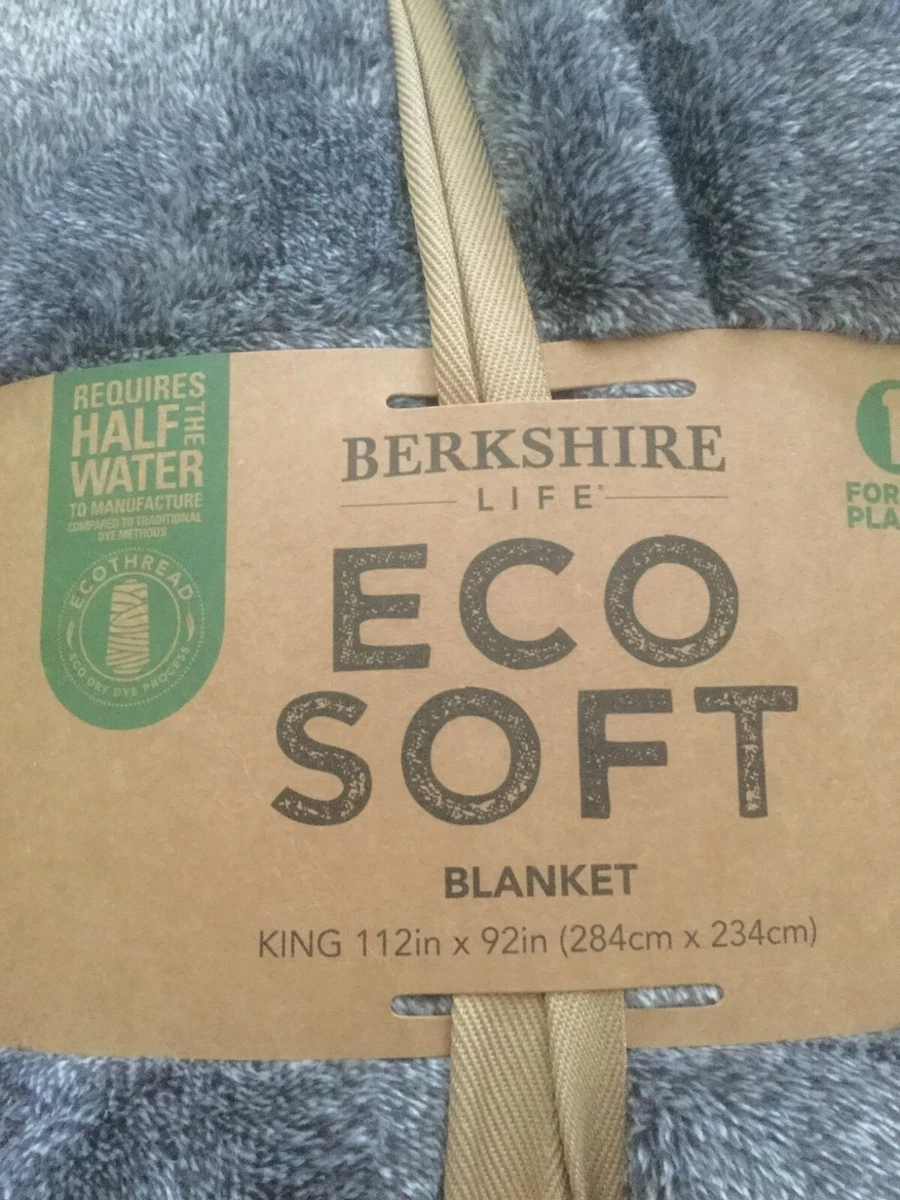 REQUIRES
HALF THE
WATER
TO MANUFACTURE
COMPARED TO TRADITIONAL
DYE METHODS
ECOTHREAD
ECO-DRY DYE PROCESS
BERKSHIRE
LIFE
ECO
SOFT
BLANKET
KING 112in x 92in (284cm x 234cm)
FOR
PLA